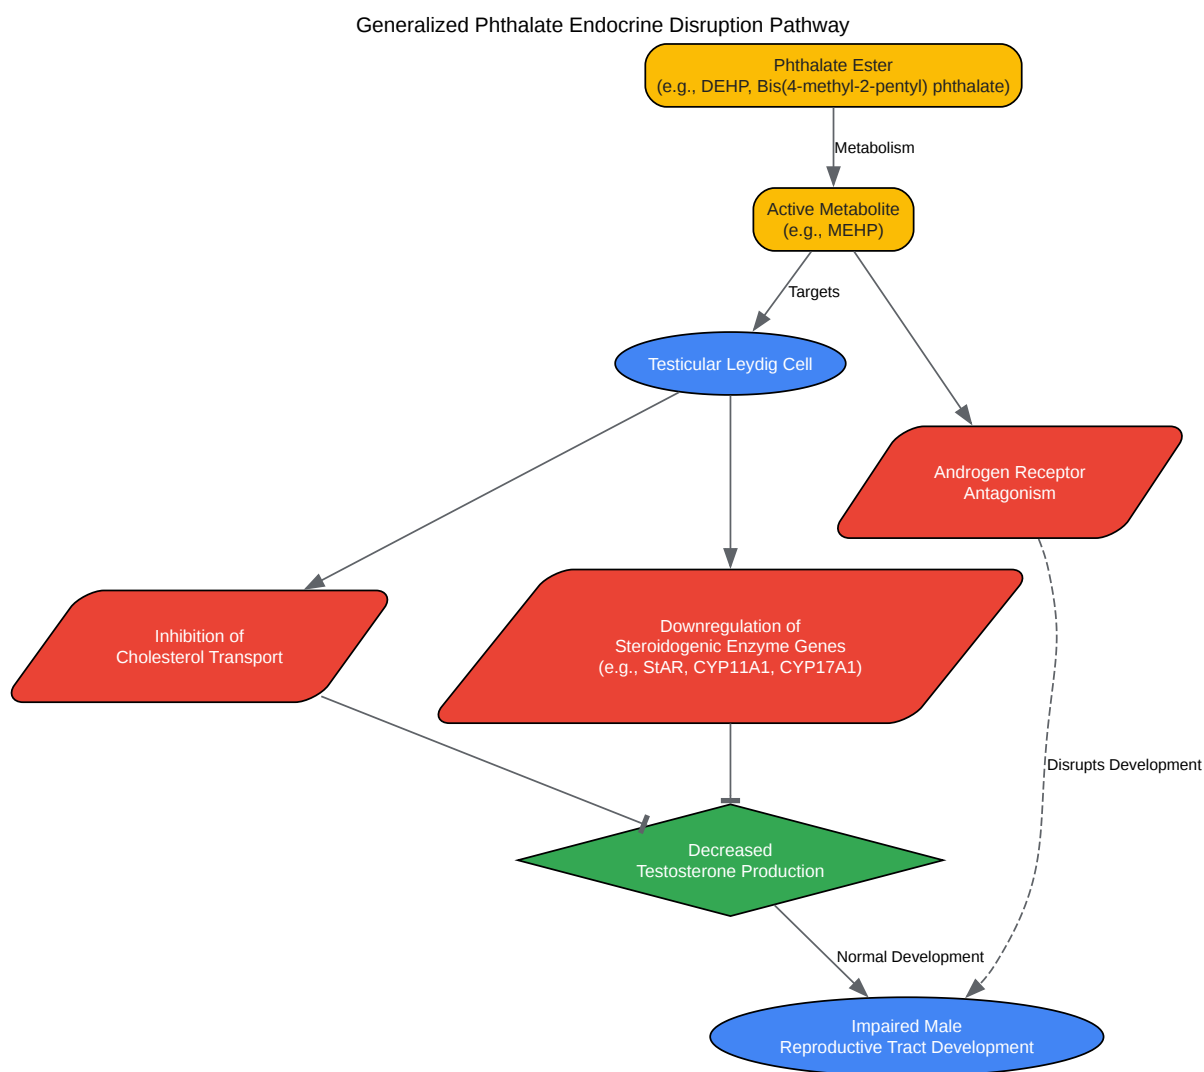 Generalized Phthalate Endocrine Disruption Pathway
Phthalate Ester
(e.g., DEHP, Bis(4-methyl-2-pentyl) phthalate)
Metabolism
Active Metabolite
(e.g., MEHP)
Targets
Testicular Leydig Cell
Androgen Receptor
Antagonism
Inhibition of
Cholesterol Transport
Downregulation of
Steroidogenic Enzyme Genes
(e.g., StAR, CYP11A1, CYP17A1)
Disrupts Development
Decreased
Testosterone Production
Normal Development
Impaired Male
Reproductive Tract Development